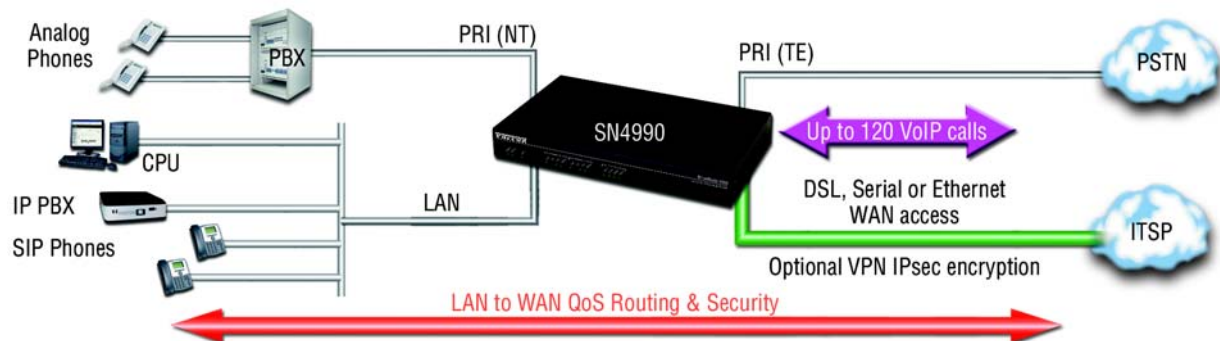 Analog
Phones
PBX
PRI (NT)
PRI (TE)
PSTN
SN4990
Up to 120 VoIP calls
CPU
IP PBX
SIP Phones
LAN
DSL, Serial or Ethernet
WAN access
ITSP
Optional VPN IPsec encryption
LAN to WAN QoS Routing & Security